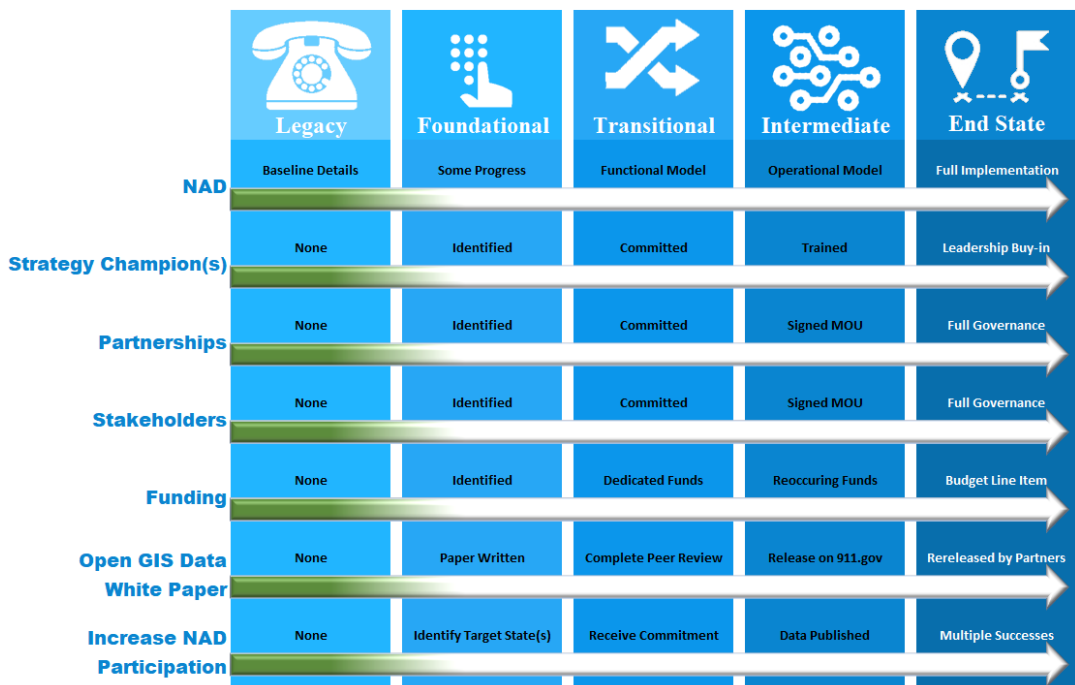 Legacy Foundational Transitional Intermediate End State
Baseline Details Some Progress Functional Model Operational Model Full Implementation
NAD
None Identified Committed Trained Leadership Buy-in
Strategy Champion(s)
None Identified Committed Signed MOU Full Governance
Partnerships
None Identified Committed Signed MOU Full Governance
Stakeholders
None Identified Dedicated Funds Reoccuring Funds Budget Line Item
Funding
None Paper Written Complete Peer Review Release on 911.gov Rereleased by Partners
Open GIS Data
White Paper
None Identify Target State(s) Receive Commitment Data Published Multiple Successes
Increase NAD
Participation